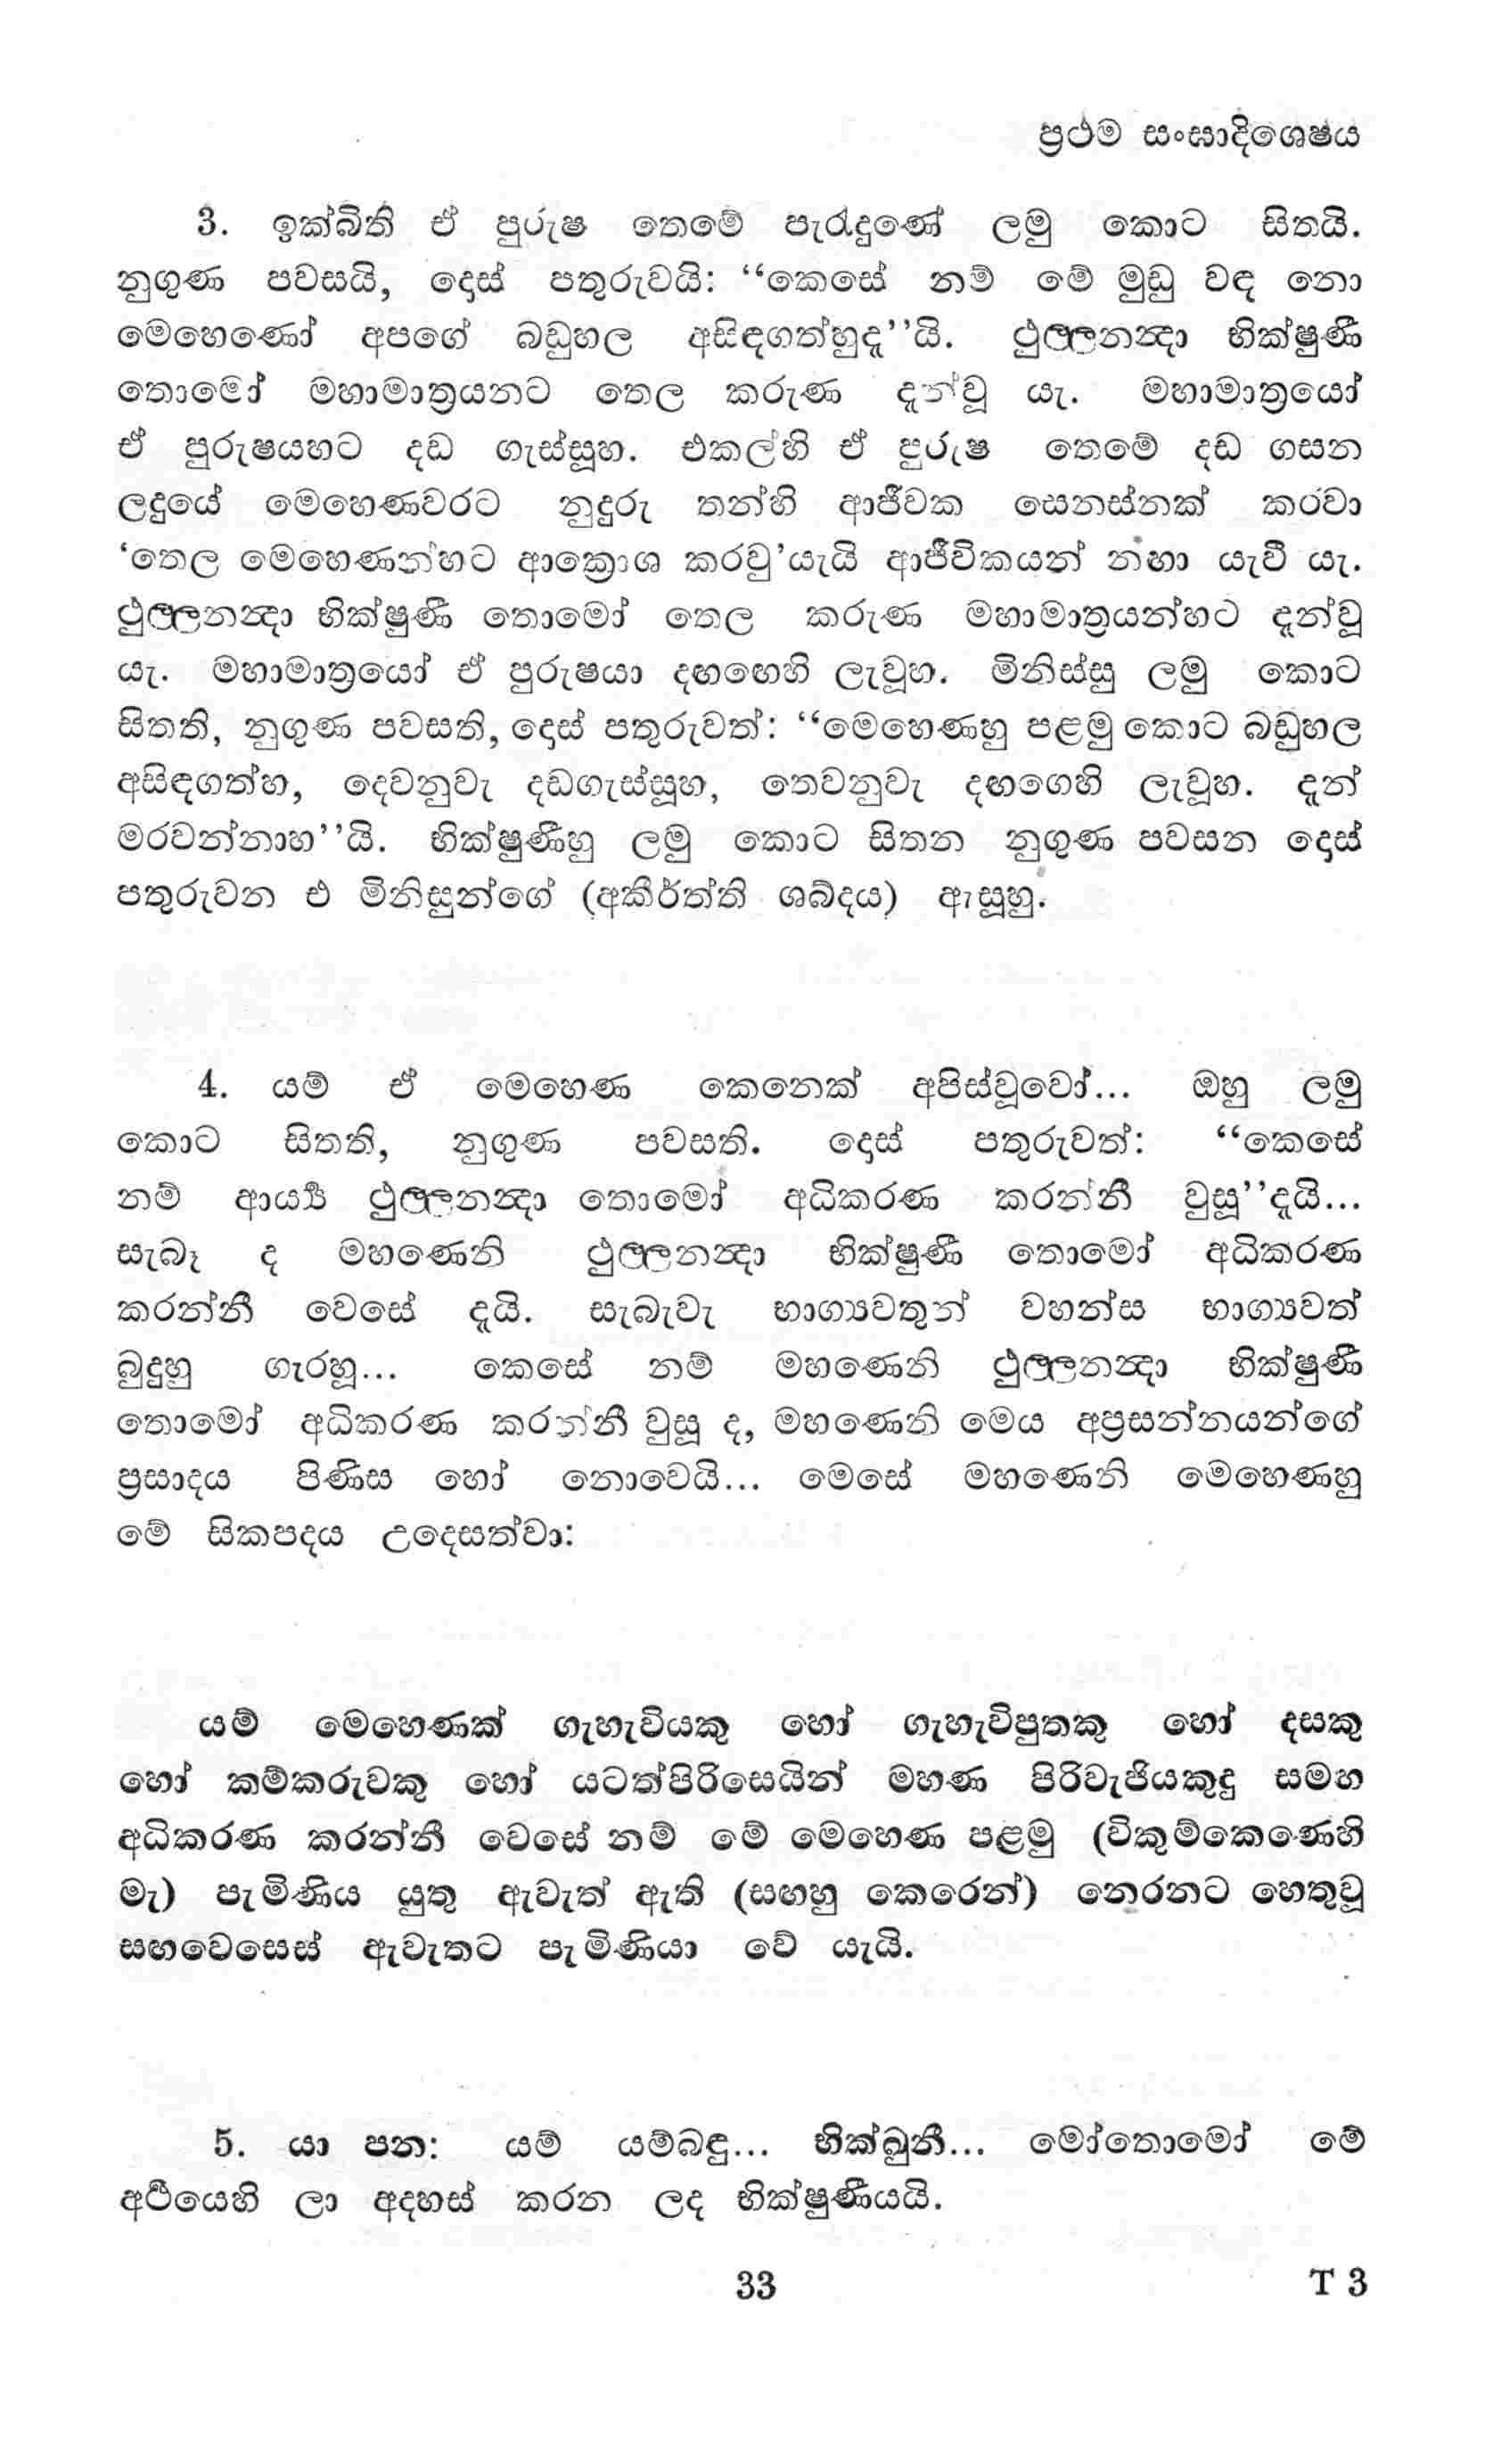 ප්‍රථම සංඝාදිශෙෂය
3. ඉක්බිති ඒ පුරුෂ තෙමේ පැරැදුණේ ලමු කොට සිතයි.
නුගුණ පවසයි, දොස් පතුරුවයි: “කෙසේ නම් මේ මුඩු වඳ නො
මෙහෙණෝ අපගේ බඩුහල අසිඳගත්හුදැ’’යි. ථුල්ලනන්‍දා භික්ෂුණී
තොමෝ මහාමාත්‍රයනට තෙල කරුණ දැන්වූ යැ. මහාමාත්‍රයෝ
ඒ පුරුෂයහට දඩ ගැස්සූහ. එකල්හි ඒ පුරුෂ තෙමේ දඩ ගසන
ලදුයේ මෙහෙණවරට නුදුරු තන්හි ආජීවක සෙනස්නක් කරවා
‘තෙල මෙහෙණන්හට ආක්‍රොශ කරවු’යැයි ආජීවිකයන් නඟා යැවී යැ.
ථුල්ලනන්‍දා භික්ෂුණී තොමෝ තෙල කරුණ මහාමාත්‍රයන්හට දැන්වූ
යැ. මහාමාත්‍රයෝ ඒ පුරුෂයා දඟගෙහි ලැවූහ. මිනිස්සු ලමු කොට
සිතති, නුගුණ පවසති, දොස් පතුරුවත්: “මෙහෙණහු පළමු කොට බඩුහල
අසිඳගත්හ, දෙවනුවැ දඩගැස්සූහ, තෙවනුවැ දඟගෙහි ලැවූහ. දැන්
මරවන්නාහ’’යි. භික්ෂුණීහු ලමු කොට සිතන නුගුණ පවසන දොස්
පතුරුවන එ මිනිසුන්ගේ (අකීර්ත්ති ශබ්දය) ඇසූහු.
4. යම් ඒ මෙහෙණ කෙනෙක් අපිස්වූවෝ... ඔහු ලමු
කොට සිතති, නුගුණ පවසති. දොස් පතුරුවත්: “කෙසේ
නම් ආර්‍ය්‍ය ථුල්ලනන්‍දා තොමෝ අධිකරණ කරන්නී වුසූ’’දැයි...
සැබෑ ද මහණෙනි ථුල්ලනන්‍දා භික්ෂුණී තොමෝ අධිකරණ
කරන්නී වෙසේ දැයි. සැබැවැ භාග්‍යවතුන් වහන්ස භාග්‍යවත්
බුදුහු ගැරහූ... කෙසේ නම් මහණෙනි ථුල්ලනන්‍දා භික්ෂුණී
තොමෝ අධිකරණ කරන්නී වුසූ ද, මහණෙනි මෙය අප්‍රසන්නයන්ගේ
ප්‍රසාදය පිණිස හෝ නොවෙයි... මෙසේ මහණෙනි මෙහෙණහු
මේ සිකපදය උදෙසත්වා:
යම් මෙහෙණක් ගැහැවියකු හෝ ගැහැවිපුතකු හෝ දසකු
හෝ කම්කරුවකු හෝ යටත්පිරිසෙයින් මහණ පිරිවැජියකුදු සමඟ
අධිකරණ කරන්නී වෙසේ නම් මේ මෙහෙණ පළමු (විකුම්කෙණෙහි
මැ) පැමිණිය යුතු ඇවැත් ඇති (සඟහු කෙරෙන්) නෙරනට හෙතුවූ
සඟවෙසෙස් ඇවැතට පැමිණියා වේ යැයි.
5. යා පන: යම් යම්බඳු... භික්ඛුනී... මෝතොමෝ මේ
අර්‍ථයෙහි ලා අදහස් කරන ලද භික්ෂුණීයයි.
33
T 3